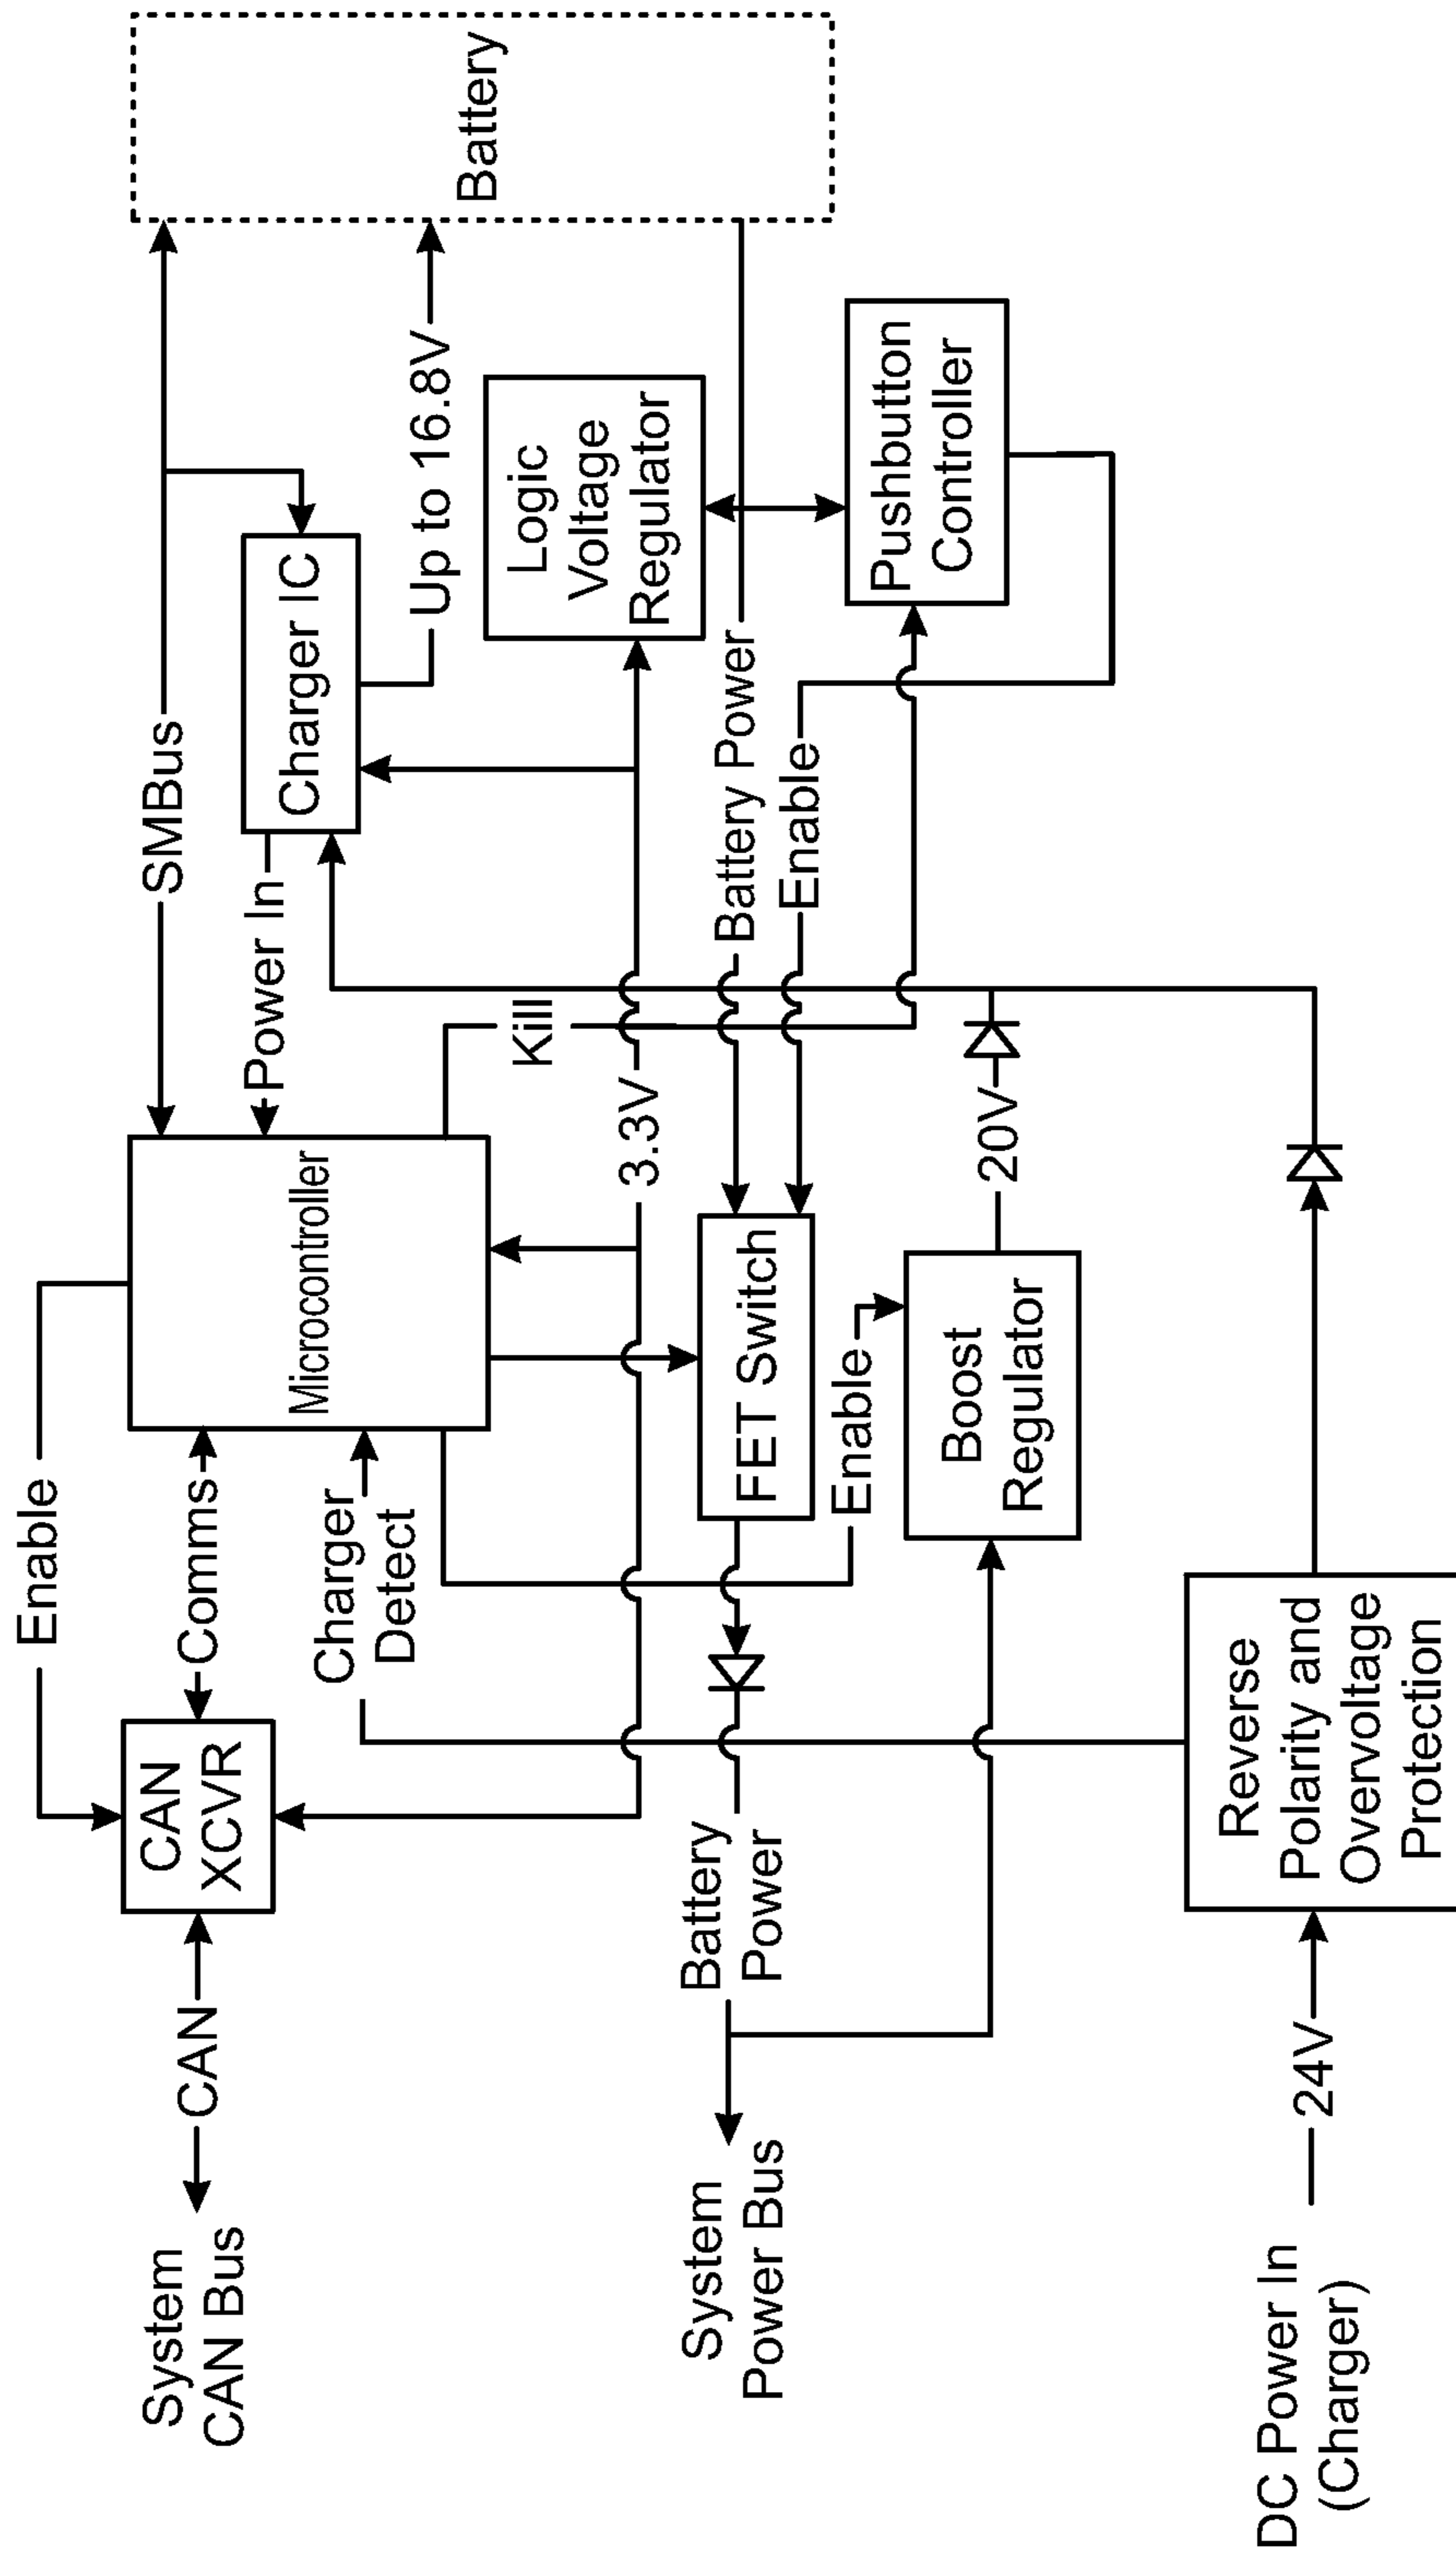 System
CAN Bus
CAN
CAN
XCVR
Enable
Comms
Charger
Detect
Microcontroller
SMBus
Power In
Kill
Charger IC
Up to 16.8V
Battery
3.3V
Logic
Voltage
Regulator
System
Power Bus
Battery
Power
FET Switch
Battery Power
Enable
Pushbutton
Controller
Enable
Boost
Regulator
20V
DC Power In
(Charger)
24V
Reverse
Polarity and
Overvoltage
Protection